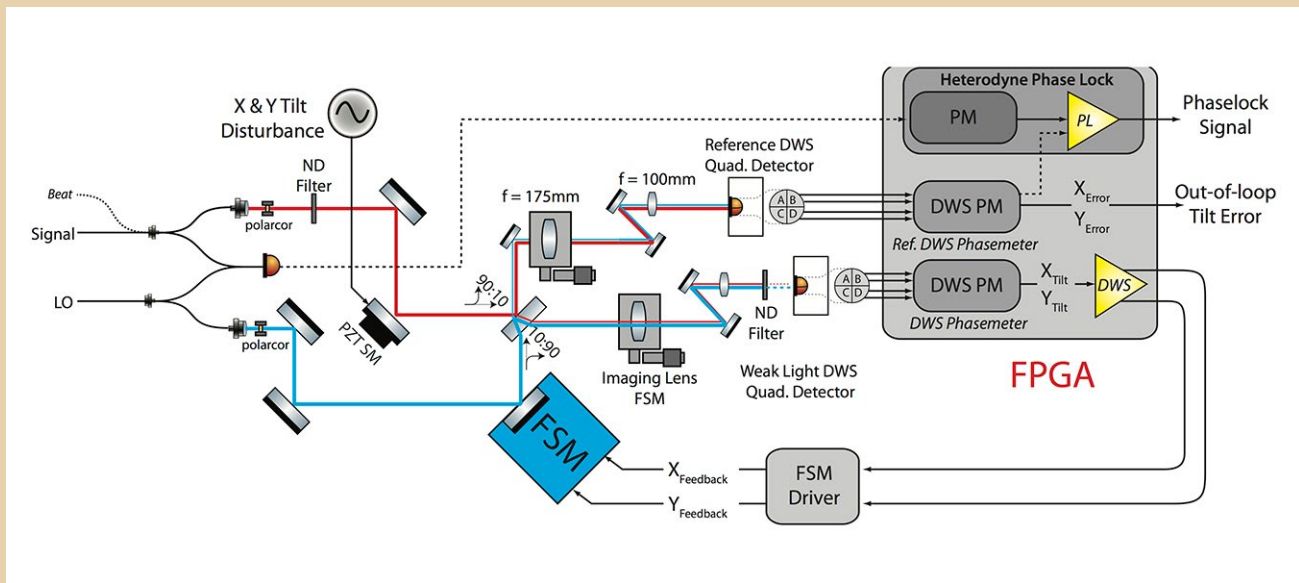 Heterodyne Phase Lock
X & Y Tilt
Disturbance
PM
PL
Phaselock
Signal
Reference DWS
Quad. Detector
ND
Filter
f = 175mm
f = 100mm
Beat
polarcor
Signal
A B
C D
DWS PM
Ref. DWS Phasemeter
XError
YError
Out-of-loop
Tilt Error
90:10
LO
polarcor
PZT SM
10:90
Imaging Lens
FSM
ND
Filter
A B
C D
DWS PM
DWS Phasemeter
XTilt
YTilt
DWS
Weak Light DWS
Quad. Detector
FPGA
FSM
XFeedback
YFeedback
FSM
Driver